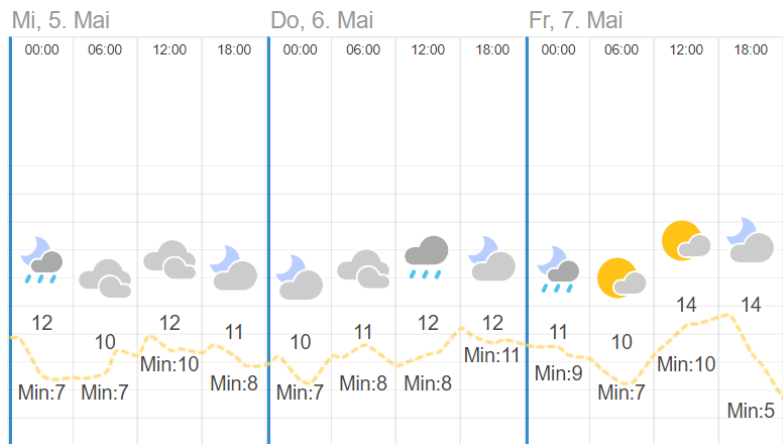 Mi, 5. Mai Do, 6. Mai Fr, 7. Mai
00:00 06:00 12:00 18:00 00:00 06:00 12:00 18:00 00:00 06:00 12:00 18:00
12 10 12 11 10 11 12 12 11 10 14 14
Min:7 Min:7 Min:10 Min:8 Min:7 Min:8 Min:8 Min:11 Min:9 Min:7 Min:10 Min:5